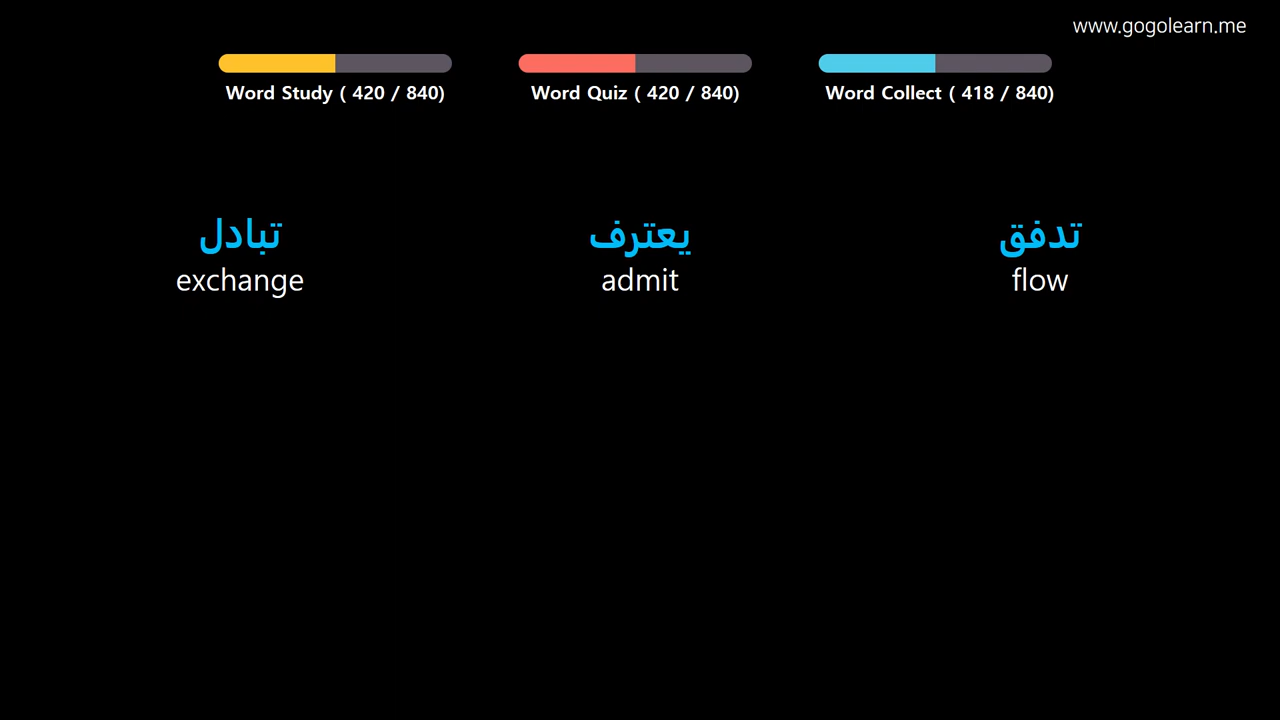 www.gogolearn.me
Word Study ( 420 / 840)
Word Quiz ( 420 / 840)
Word Collect ( 418 / 840)
تبادل
exchange
يعترف
admit
تدفق
flow